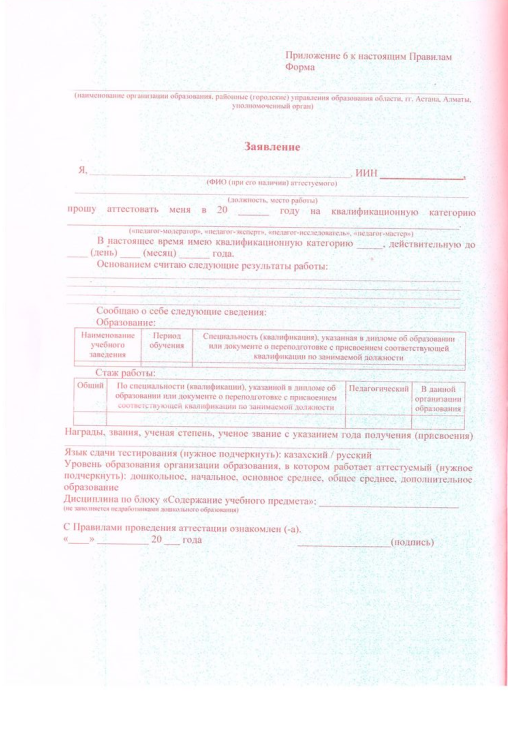 Приложение 6 к настоящим Правилам
Форма
(наименование организации образования, районные (городские) управления образования области, гг. Астана, Алматы,
уполномоченный орган)
Заявление
Я, ________________________, ИИН ______________,
(ФИО (при его наличии) аттестуемого)
(должность, место работы)
прошу аттестовать меня в 20 ______ году на квалификационную категорию
(«педагог-модератор», «педагог-эксперт», «педагог-исследователь», «педагог-мастер»)
В настоящее время имею квалификационную категорию _____, действительную до
____ (день) ____ (месяц) ______ года.
Основанием считаю следующие результаты работы:
Сообщаю о себе следующие сведения:
Образование:
Наименование учебного заведения
Период обучения
Специальность (квалификация), указанная в дипломе об образовании
или документе о переподготовке с присвоением соответствующей
квалификации по занимаемой должности
Стаж работы:
Общий
По специальности (квалификации), указанной в дипломе об
образовании или документе о переподготовке с присвоением
соответствующей квалификации по занимаемой должности
Педагогический
В данной организации образования
Награды, звания, ученая степень, ученое звание с указанием года получения (присвоения)
Язык сдачи тестирования (нужное подчеркнуть): казахский / русский
Уровень образования организации образования, в котором работает аттестуемый (нужное
подчеркнуть): дошкольное, начальное, основное среднее, общее среднее, дополнительное
образование
Дисциплина по блоку «Содержание учебного предмета»: ________________________
(не заполняется педработниками дошкольного образования)
С Правилами проведения аттестации ознакомлен (-а).
«____» __________ 20 ___ года ____________________(подпись)